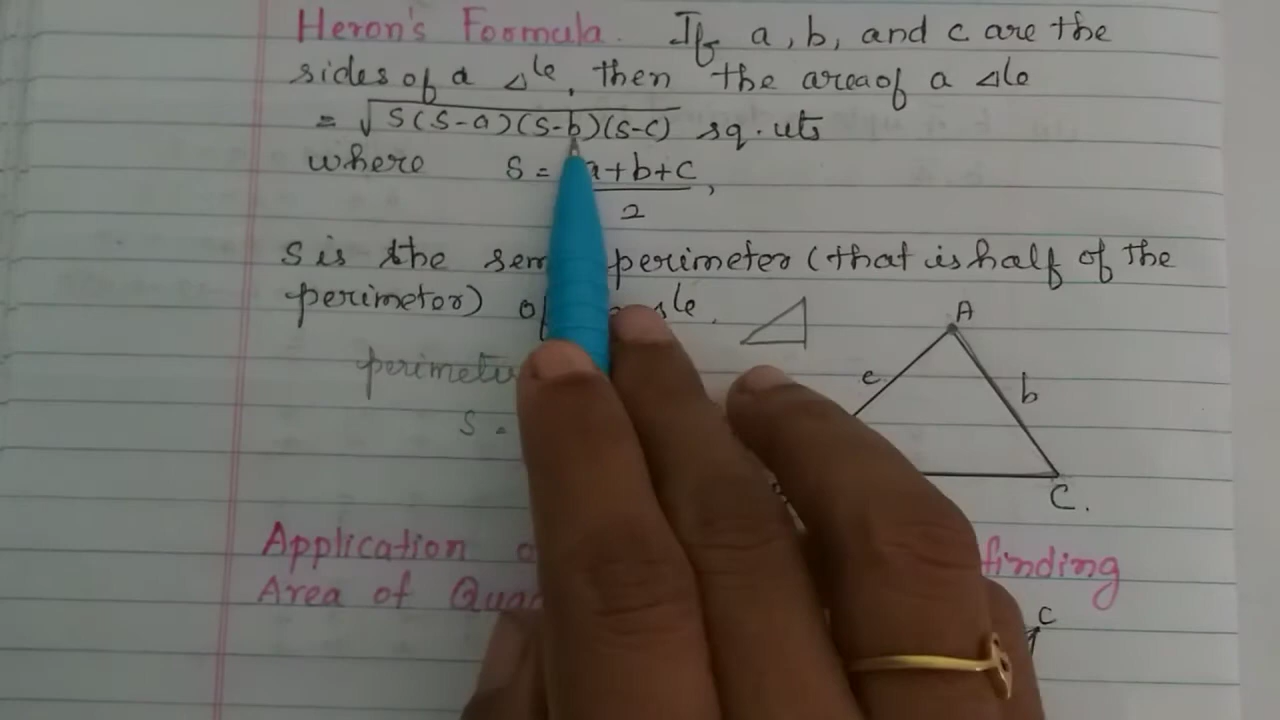 Heron's Formula. If a, b, and c are the
sides of a △le, then the area of a △le
= √S(S-a)(S-b)(S-c) sq. uts
where S = a+b+c
2
,
S is the semi perimeter (that is half of the
perimeter) of △le.
A
c
b
S =
C.
Application finding
Area of
C